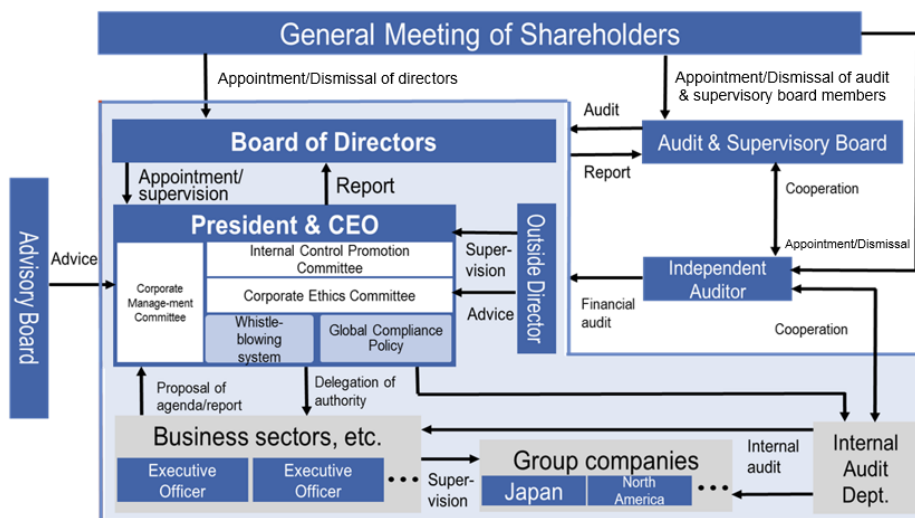 General Meeting of Shareholders
Appointment/Dismissal of directors
Appointment/Dismissal of audit
& supervisory board members
Board of Directors
Audit
Audit & Supervisory Board
Report
Appointment/
supervision
Report
Cooperation
President & CEO
Advisory Board
Advice
Corporate
Manage-ment
Committee
Internal Control Promotion
Committee
Corporate Ethics Committee
Whistle-
blowing
system
Global Compliance
Policy
Super-
vision
Advice
Outside Director
Appointment/Dismissal
Independent
Auditor
Financial
audit
Cooperation
Proposal of
agenda/report
Delegation of
authority
Business sectors, etc.
Executive
Officer
Executive
Officer
Super-
vision
Group companies
Japan
North
America
Internal
audit
Internal
Audit
Dept.